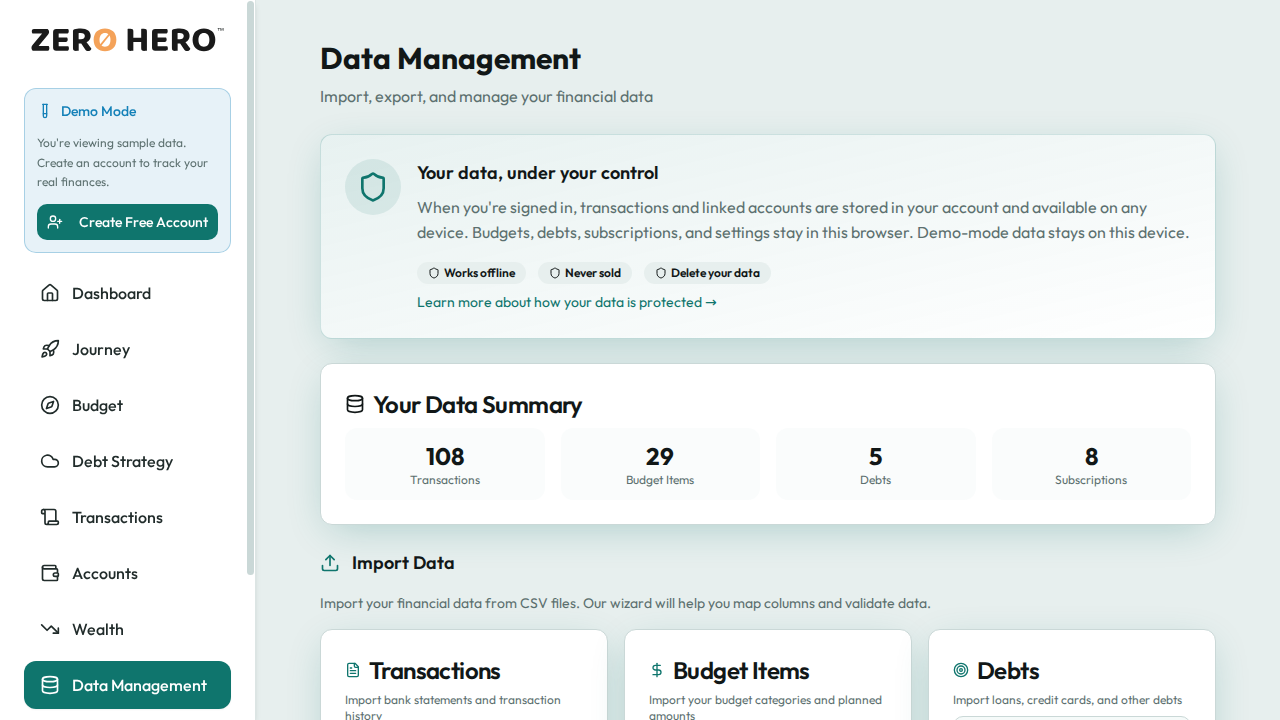 ZERO HERO™
Demo Mode
You're viewing sample data.
Create an account to track your
real finances.
Create Free Account
Dashboard
Journey
Budget
Debt Strategy
Transactions
Accounts
Wealth
Data Management
Data Management
Import, export, and manage your financial data
Your data, under your control
When you're signed in, transactions and linked accounts are stored in your account and available on any
device. Budgets, debts, subscriptions, and settings stay in this browser. Demo-mode data stays on this device.
Works offline
Never sold
Delete your data
Learn more about how your data is protected →
Your Data Summary
108
Transactions
29
Budget Items
5
Debts
8
Subscriptions
Import Data
Import your financial data from CSV files. Our wizard will help you map columns and validate data.
Transactions
Import bank statements and transaction
history
Budget Items
Import your budget categories and planned
amounts
Debts
Import loans, credit cards, and other debts